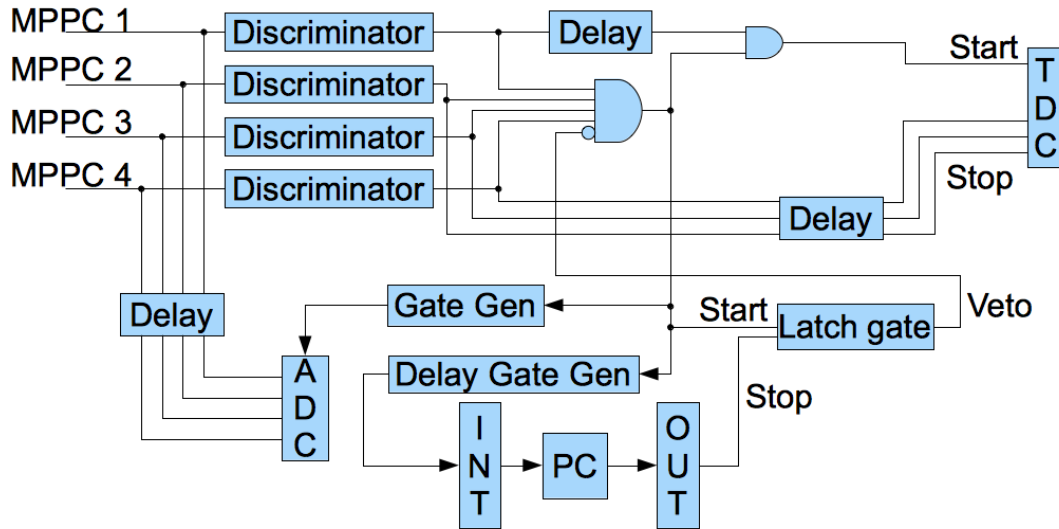 MPPC 1
Discriminator
Delay
Start
MPPC 2
Discriminator
T
D
C
MPPC 3
Discriminator
MPPC 4
Discriminator
Stop
Delay
Delay
Gate Gen
Start
Latch gate
Veto
A
D
C
Delay Gate Gen
Stop
I
N
T
PC
O
U
T